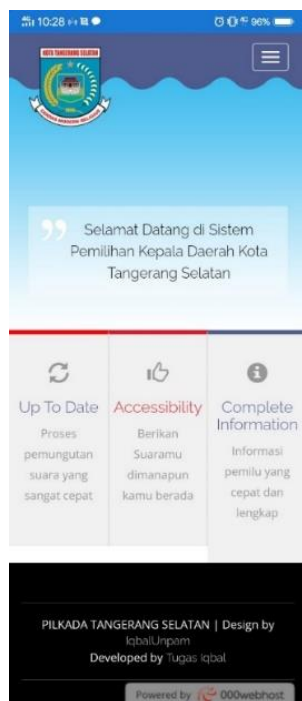 10:28
96%
KOTA TANGERANG SELATAN
Selamat Datang di Sistem
Pemilihan Kepala Daerah Kota
Tangerang Selatan
Up To Date
Proses
pemungutan
suara yang
sangat cepat
Accessibility
Berikan
Suaramu
dimanapun
kamu berada
Complete
Information
Informasi
pemilu yang
cepat dan
lengkap
PILKADA TANGERANG SELATAN | Design by
IqbalUnpam
Developed by Tugas Iqbal
Powered by 000webhost